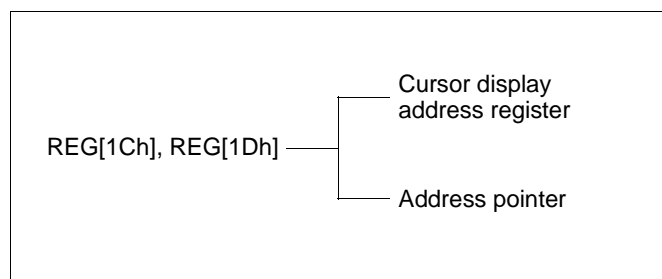 Cursor display
address register
REG[1Ch], REG[1Dh]
Address pointer